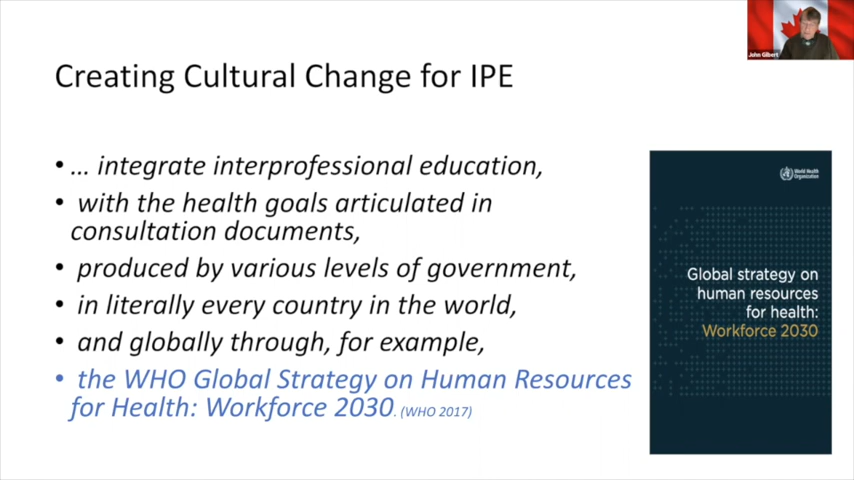 John Gilbert
Creating Cultural Change for IPE
• … integrate interprofessional education,
• with the health goals articulated in
consultation documents,
• produced by various levels of government,
• in literally every country in the world,
• and globally through, for example,
• the WHO Global Strategy on Human Resources
for Health: Workforce 2030. (WHO 2017)
World Health
Organization
Global strategy on
human resources
for health:
Workforce 2030